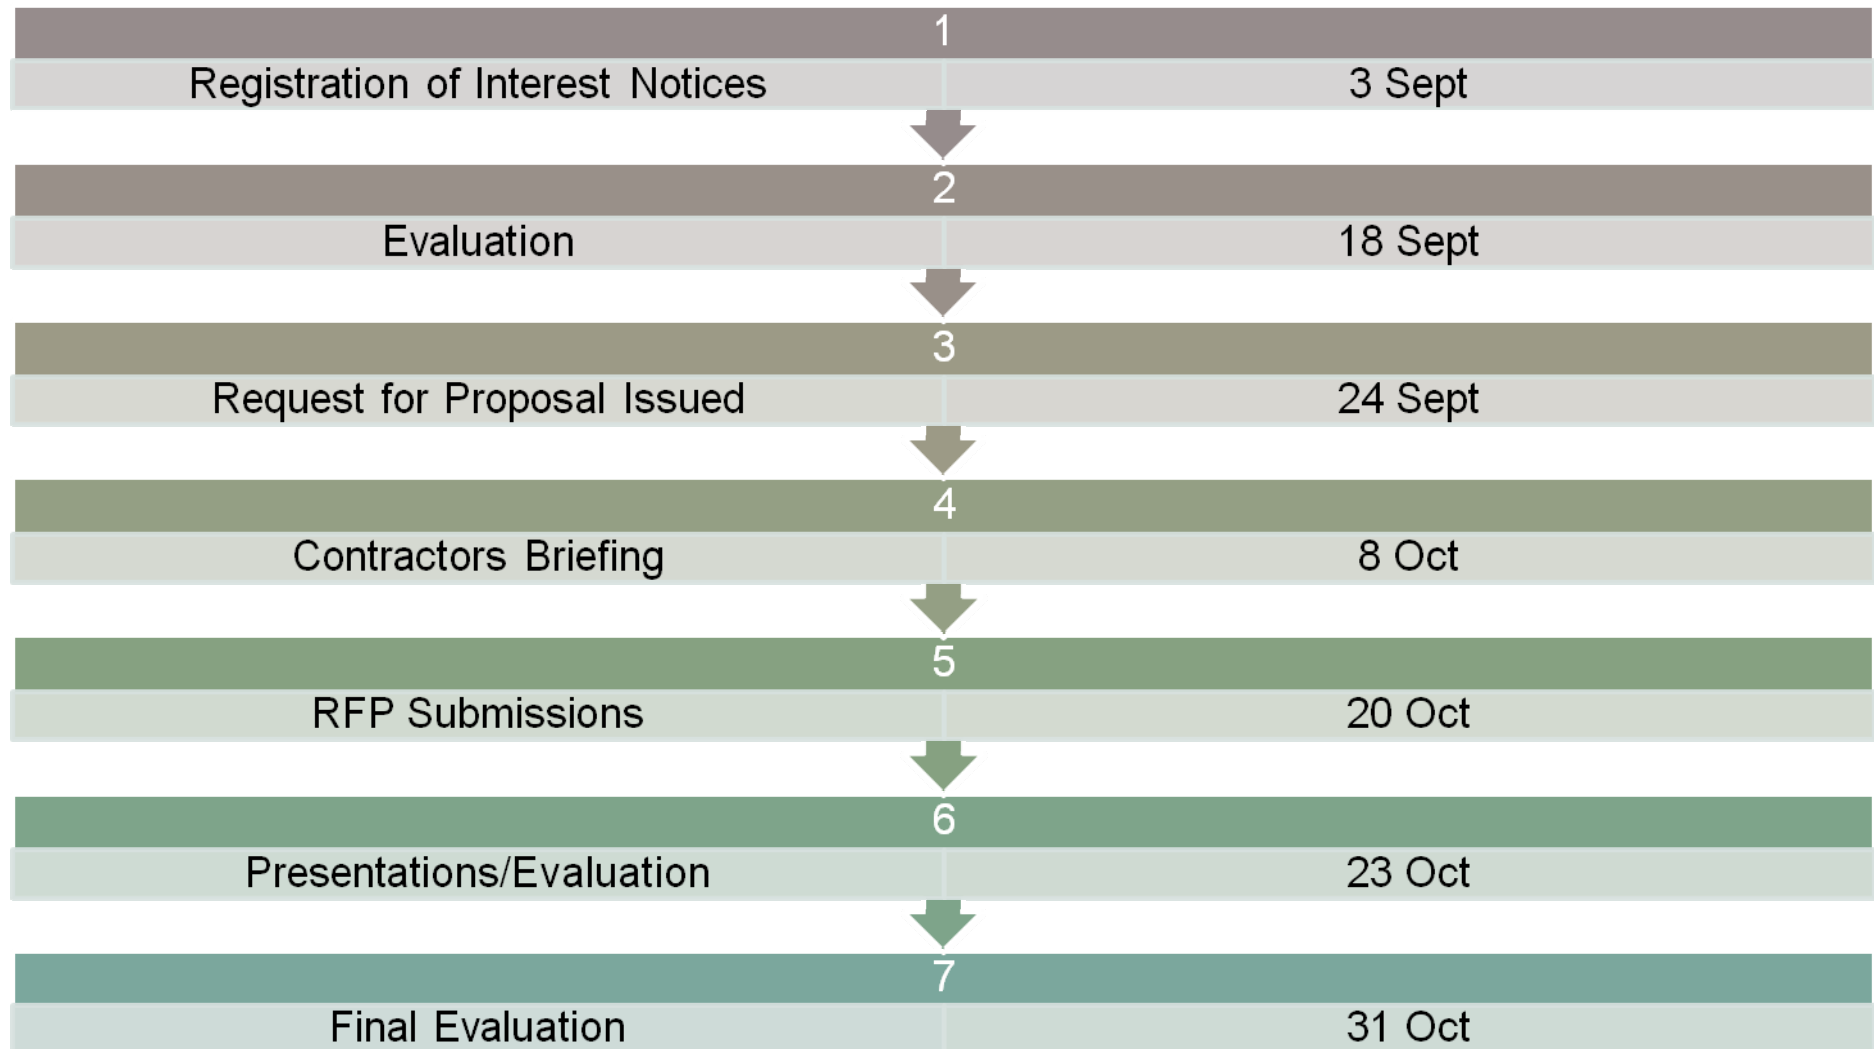 1
Registration of Interest Notices 3 Sept
2
Evaluation 18 Sept
3
Request for Proposal Issued 24 Sept
4
Contractors Briefing 8 Oct
5
RFP Submissions 20 Oct
6
Presentations/Evaluation 23 Oct
7
Final Evaluation 31 Oct